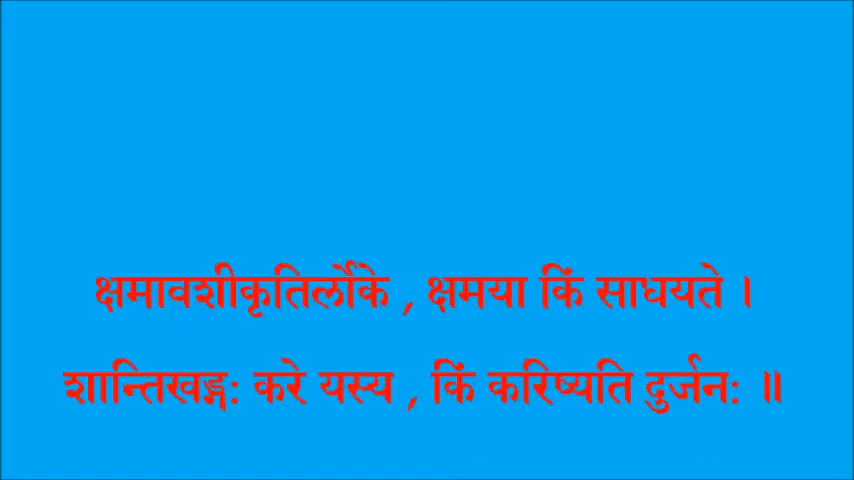 क्षमावशीकृतिर्लोके , क्षमया किं साधयते ।
शान्तिखड्गः करे यस्य , किं करिष्यति दुर्जनः ॥